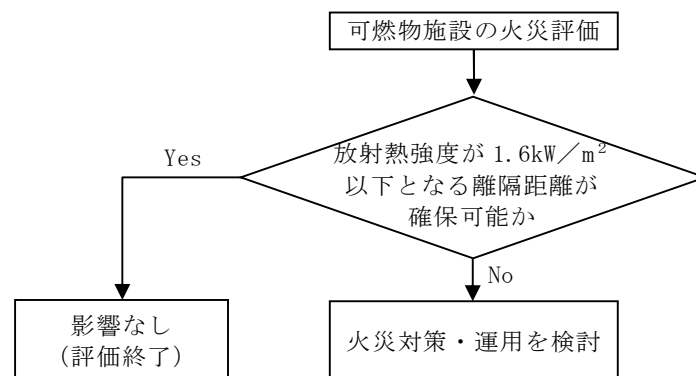 可燃物施設の火災評価
放射熱強度が 1.6kW／m²
以下となる離隔距離が
確保可能か
Yes
No
影響なし
(評価終了)
火災対策・運用を検討